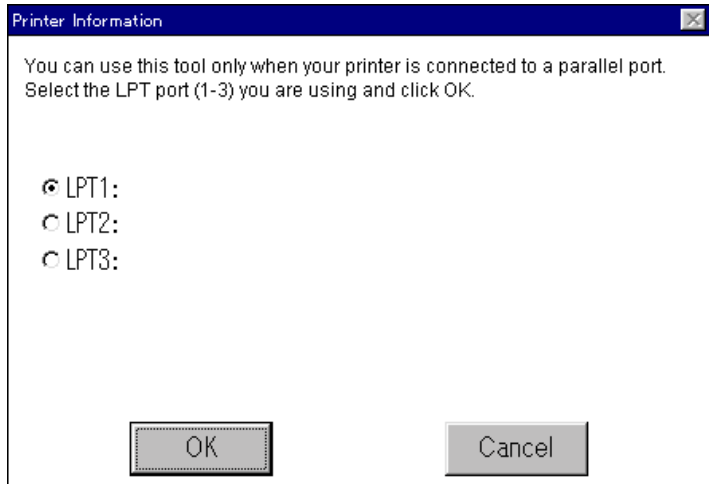 Printer Information
You can use this tool only when your printer is connected to a parallel port.
Select the LPT port (1-3) you are using and click OK.
LPT1:
LPT2:
LPT3:
OK
Cancel